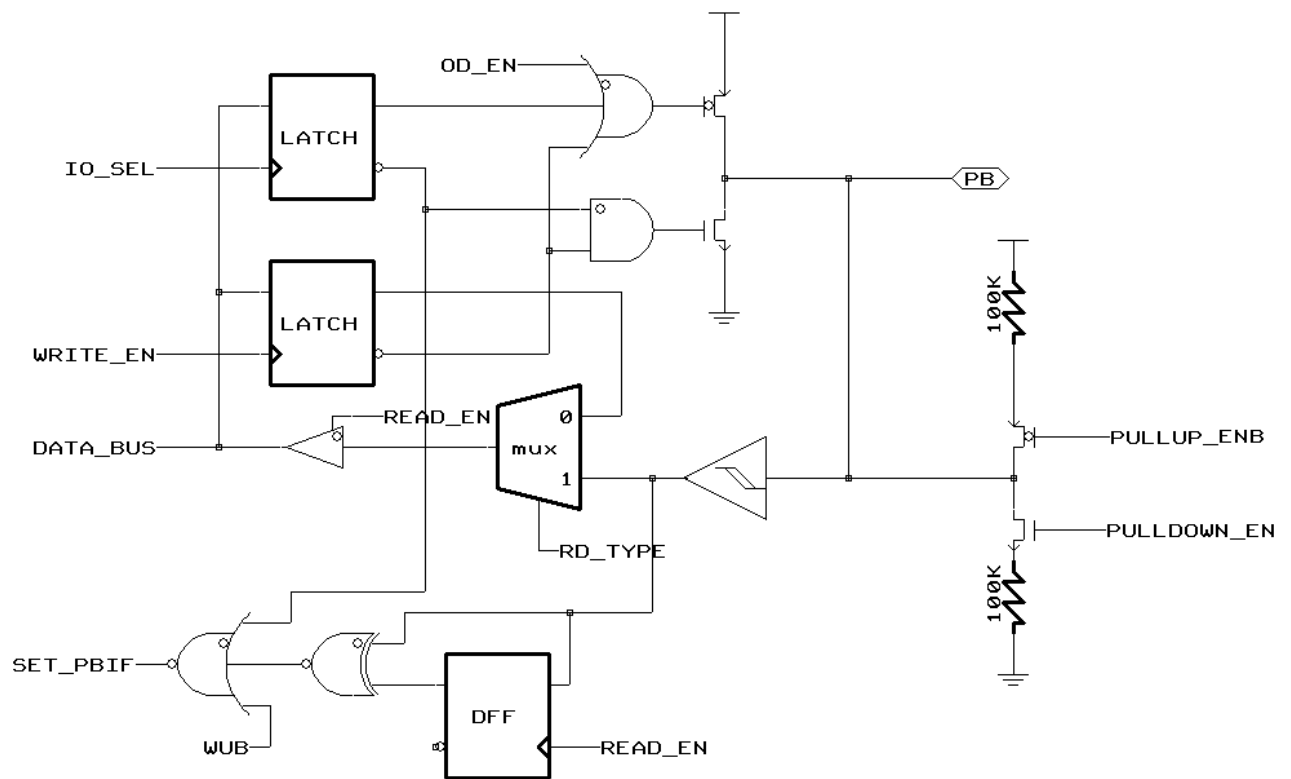 OD_EN
LATCH
IO_SEL
PB
LATCH
100K
WRITE_EN
READ_EN
0
DATA_BUS
mux
PULLUP_ENB
1
PULLDOWN_EN
RD_TYPE
100K
SET_PBIF
DFF
WUB
READ_EN